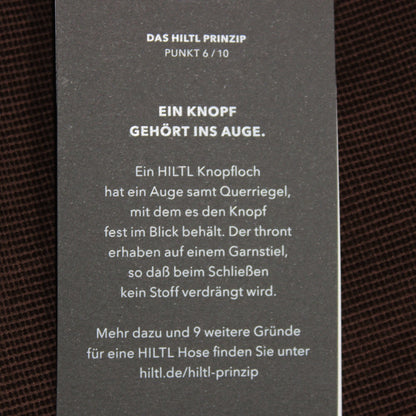 DAS HILTL PRINZIP
PUNKT 6 / 10
EIN KNOPF
GEHÖRT INS AUGE.
Ein HILTL Knopfloch
hat ein Auge samt Querriegel,
mit dem es den Knopf
fest im Blick behält. Der thront
erhaben auf einem Garnstiel,
so daß beim Schließen
kein Stoff verdrängt wird.
Mehr dazu und 9 weitere Gründe
für eine HILTL Hose finden Sie unter
hiltl.de/hiltl-prinzip